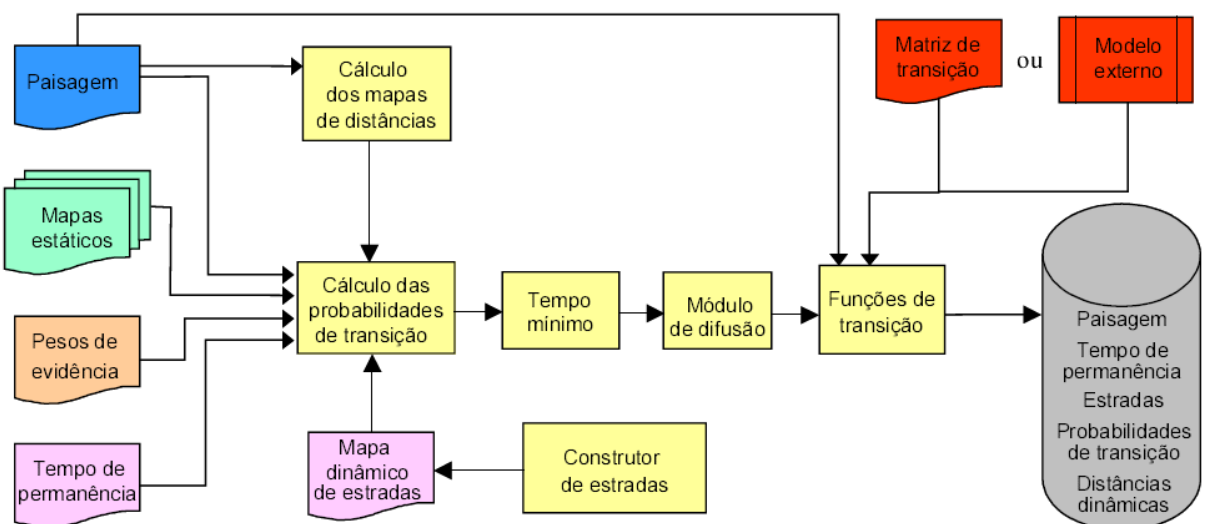 Paisagem
Cálculo
dos mapas
de distâncias
Matriz de
transição
ou
Modelo
externo
Mapas
estáticos
Cálculo das
probabilidades
de transição
Tempo
mínimo
Módulo
de difusão
Funções de
transição
Pesos de
evidência
Tempo de
permanência
Mapa
dinâmico
de estradas
Construtor
de estradas
Paisagem
Tempo de
permanência
Estradas
Probabilidades
de transição
Distâncias
dinâmicas